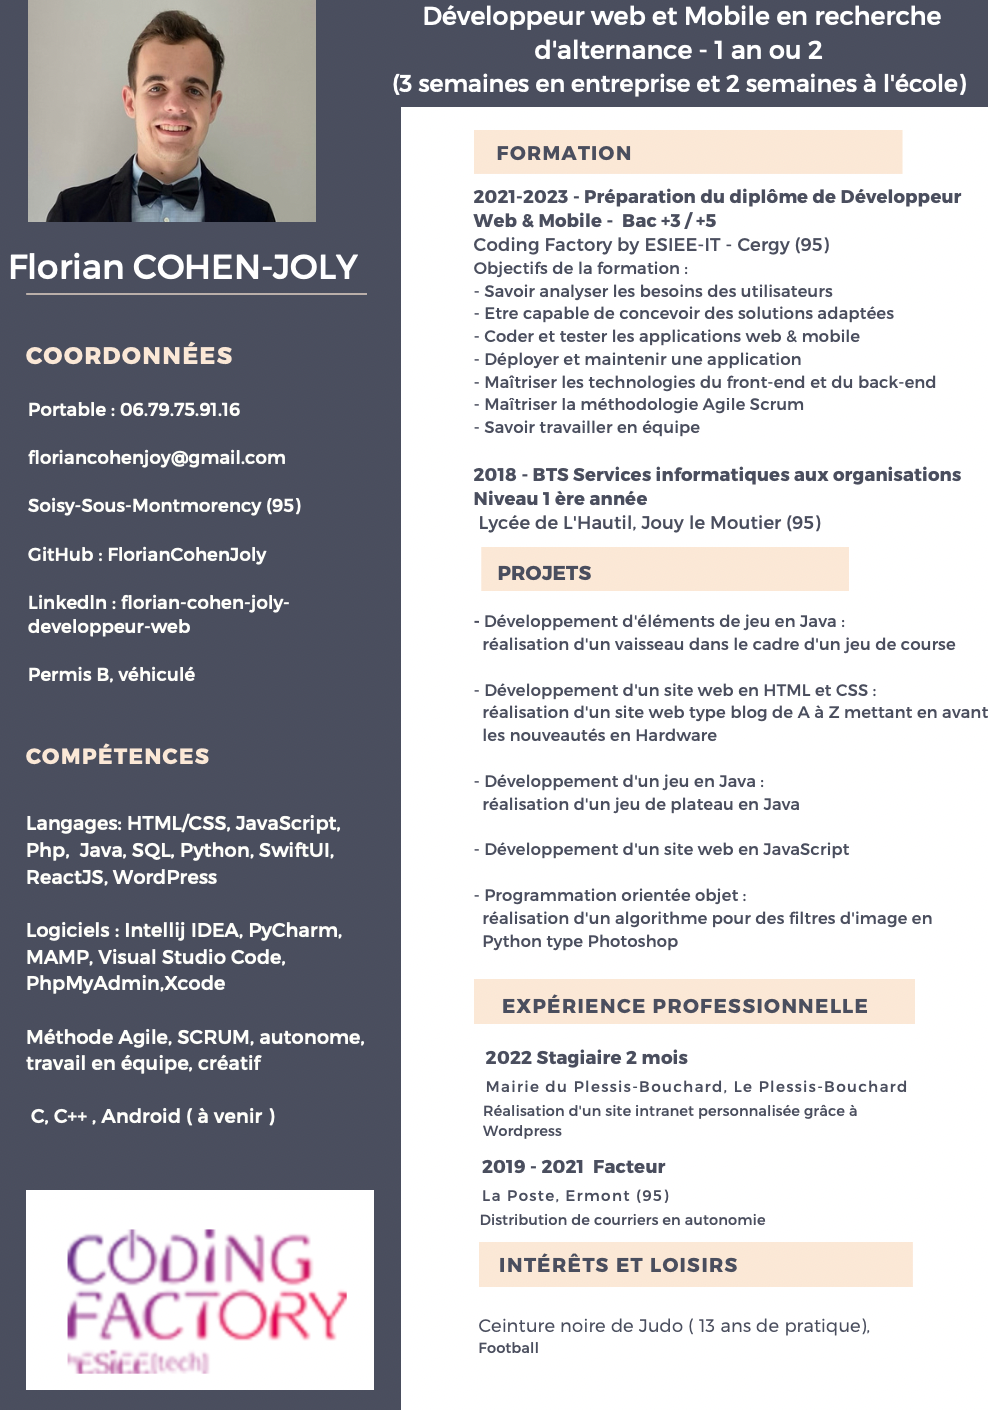 Développeur web et Mobile en recherche
d'alternance - 1 an ou 2
(3 semaines en entreprise et 2 semaines à l'école)
Florian COHEN-JOLY
COORDONNÉES
Portable : 06.79.75.91.16
floriancohenjoy@gmail.com
Soisy-Sous-Montmorency (95)
GitHub : FlorianCohenJoly
LinkedIn : florian-cohen-joly-
developpeur-web
Permis B, véhiculé
COMPÉTENCES
Langages: HTML/CSS, JavaScript,
Php,  Java, SQL, Python, SwiftUI,
ReactJS, WordPress
Logiciels : Intellij IDEA, PyCharm,
MAMP, Visual Studio Code,
PhpMyAdmin,Xcode
Méthode Agile, SCRUM, autonome,
travail en équipe, créatif
C, C++ , Android ( à venir )
CODING
FACTORY
by ESIEE[tech]
FORMATION
2021-2023 - Préparation du diplôme de Développeur
Web & Mobile -  Bac +3 / +5
Coding Factory by ESIEE-IT - Cergy (95)
Objectifs de la formation :
- Savoir analyser les besoins des utilisateurs
- Etre capable de concevoir des solutions adaptées
- Coder et tester les applications web & mobile
- Déployer et maintenir une application
- Maîtriser les technologies du front-end et du back-end
- Maîtriser la méthodologie Agile Scrum
- Savoir travailler en équipe
2018 - BTS Services informatiques aux organisations
Niveau 1 ère année
Lycée de L'Hautil, Jouy le Moutier (95)
PROJETS
- Développement d'éléments de jeu en Java :
réalisation d'un vaisseau dans le cadre d'un jeu de course
- Développement d'un site web en HTML et CSS :
réalisation d'un site web type blog de A à Z mettant en avant
les nouveautés en Hardware
- Développement d'un jeu en Java :
réalisation d'un jeu de plateau en Java
- Développement d'un site web en JavaScript
- Programmation orientée objet :
réalisation d'un algorithme pour des filtres d'image en
Python type Photoshop
EXPÉRIENCE PROFESSIONNELLE
2022 Stagiaire 2 mois
Mairie du Plessis-Bouchard, Le Plessis-Bouchard
Réalisation d'un site intranet personnalisée grâce à
Wordpress
2019 - 2021  Facteur
La Poste, Ermont (95)
Distribution de courriers en autonomie
INTÉRÊTS ET LOISIRS
Ceinture noire de Judo ( 13 ans de pratique),
Football